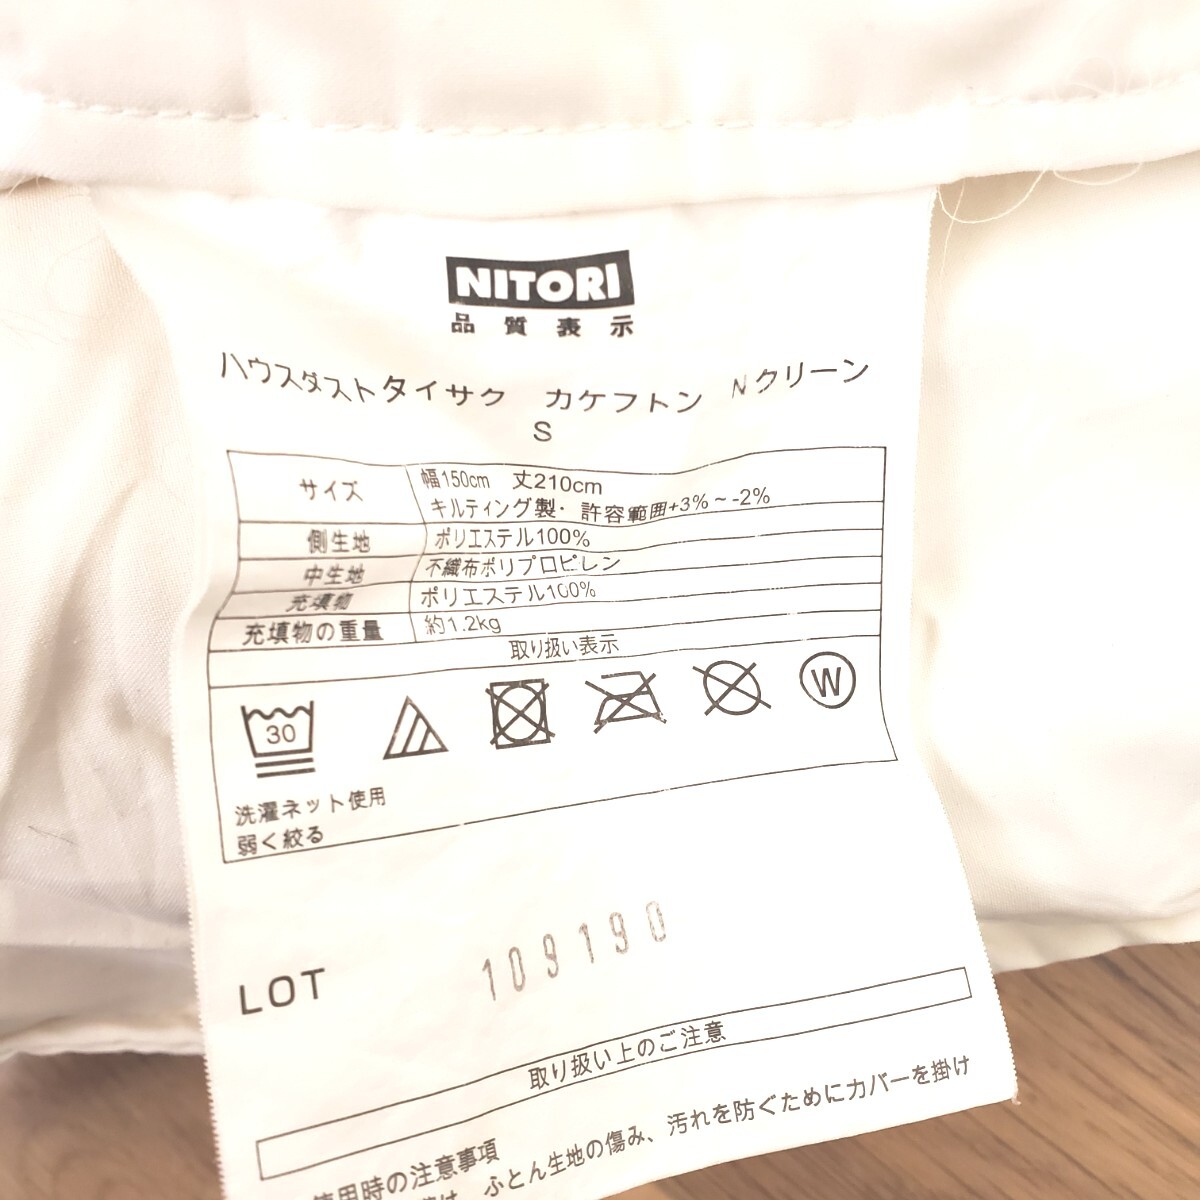 NITORI
品質表示
ハウスダストタイサク カケフトン Nクリーン
S
サイズ 幅150cm 丈210cm
キルティング製・許容範囲+3%～-2%
側生地 ポリエステル100%
中生地 不織布ポリプロピレン
充填物 ポリエステル100%
充填物の重量 約1.2kg
取り扱い表示
30 W
洗濯ネット使用
弱く絞る
LOT 109190
取り扱い上のご注意
使用時の注意事項
ふとん生地の傷み、汚れを防ぐためにカバーを掛け